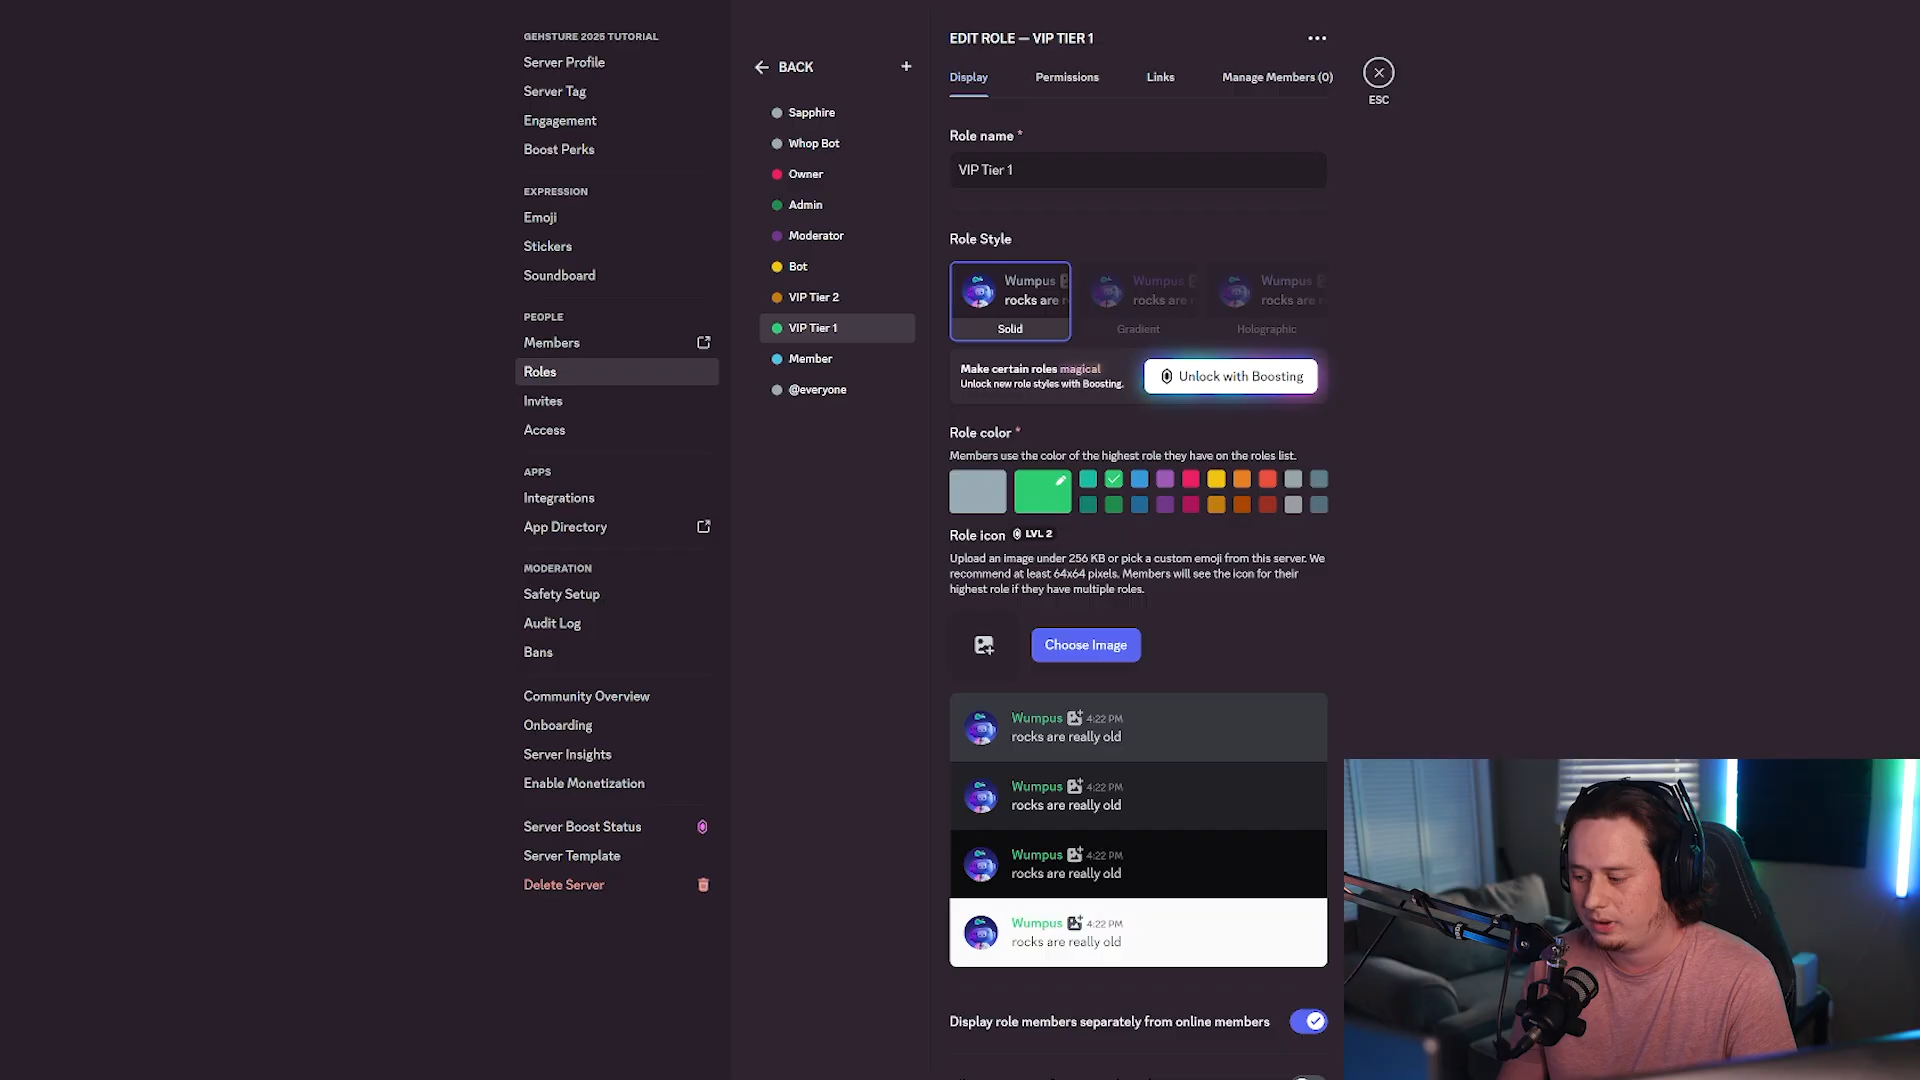 GEHSTURE 2025 TUTORIAL
Server Profile
Server Tag
Engagement
Boost Perks
EXPRESSION
Emoji
Stickers
Soundboard
PEOPLE
Members
Roles
Invites
Access
APPS
Integrations
App Directory
MODERATION
Safety Setup
Audit Log
Bans
Community Overview
Onboarding
Server Insights
Enable Monetization
Server Boost Status
Server Template
Delete Server
BACK
Sapphire
Whop Bot
Owner
Admin
Moderator
Bot
VIP Tier 2
VIP Tier 1
Member
@everyone
EDIT ROLE — VIP TIER 1
Display Permissions Links Manage Members (0)
ESC
Role name *
VIP Tier 1
Role Style
Wumpus
rocks are r
Solid
Wumpus
rocks are r
Gradient
Wumpus
rocks are r
Holographic
Make certain roles magical
Unlock new role styles with Boosting.
Unlock with Boosting
Role color *
Members use the color of the highest role they have on the roles list.
Role icon LVL 2
Upload an image under 256 KB or pick a custom emoji from this server. We
recommend at least 64x64 pixels. Members will see the icon for their
highest role if they have multiple roles.
Choose Image
Wumpus 4:22 PM
rocks are really old
Wumpus 4:22 PM
rocks are really old
Wumpus 4:22 PM
rocks are really old
Wumpus 4:22 PM
rocks are really old
Display role members separately from online members